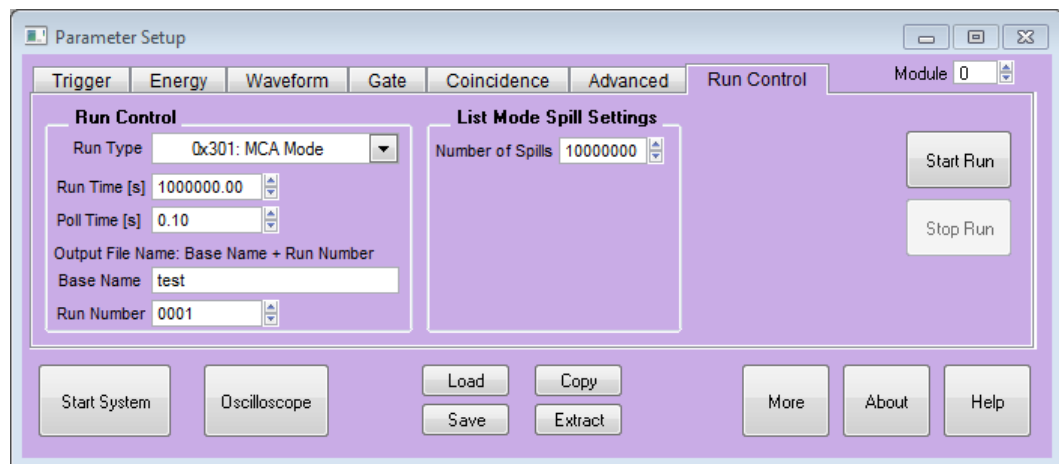 Parameter Setup
Trigger Energy Waveform Gate Coincidence Advanced Run Control Module 0
Run Control
Run Type 0x301: MCA Mode
Run Time [s] 1000000.00
Poll Time [s] 0.10
Output File Name: Base Name + Run Number
Base Name test
Run Number 0001
List Mode Spill Settings
Number of Spills 10000000
Start Run
Stop Run
Start System Oscilloscope Load Copy More About Help
Save Extract